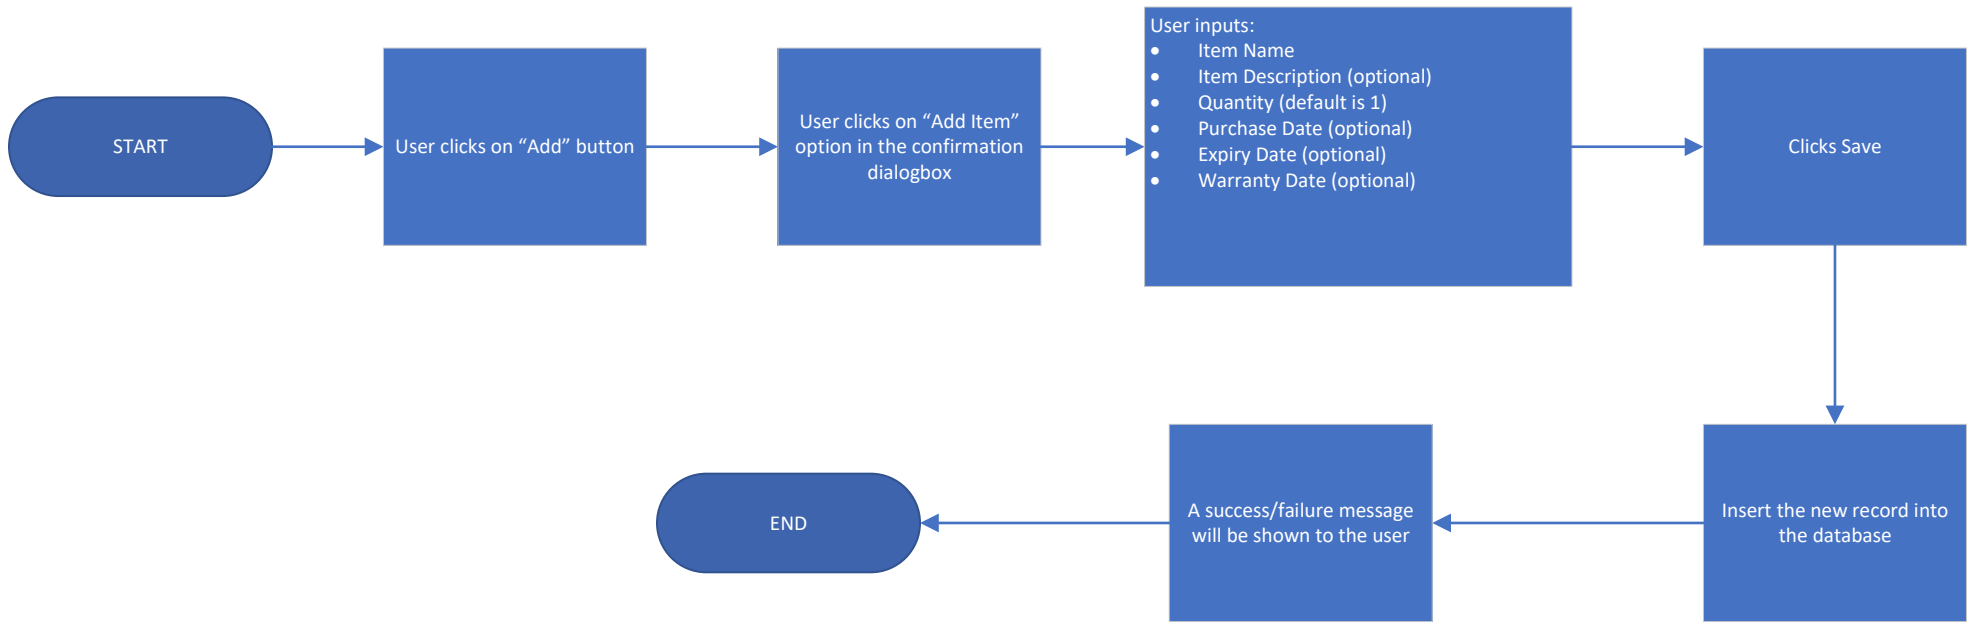 START
User clicks on “Add” button
User clicks on “Add Item”
option in the confirmation
dialogbox
User inputs:
• Item Name
• Item Description (optional)
• Quantity (default is 1)
• Purchase Date (optional)
• Expiry Date (optional)
• Warranty Date (optional)
Clicks Save
Insert the new record into
the database
A success/failure message
will be shown to the user
END